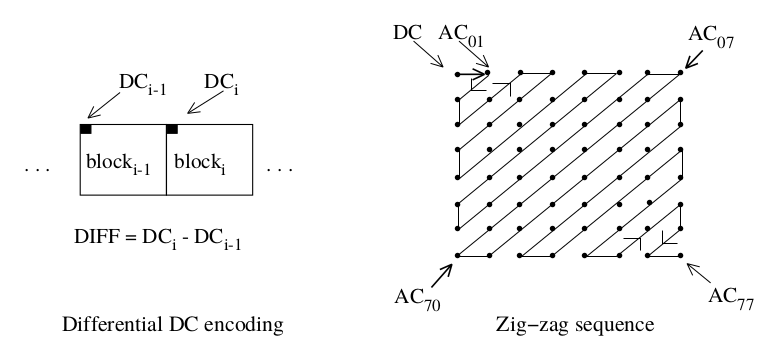 DC_{i-1} DC_i
block_{i-1} block_i
. . . . . .
DIFF = DC_i - DC_{i-1}
Differential DC encoding
DC AC_{01} AC_{07}
AC_{70} AC_{77}
Zig−zag sequence